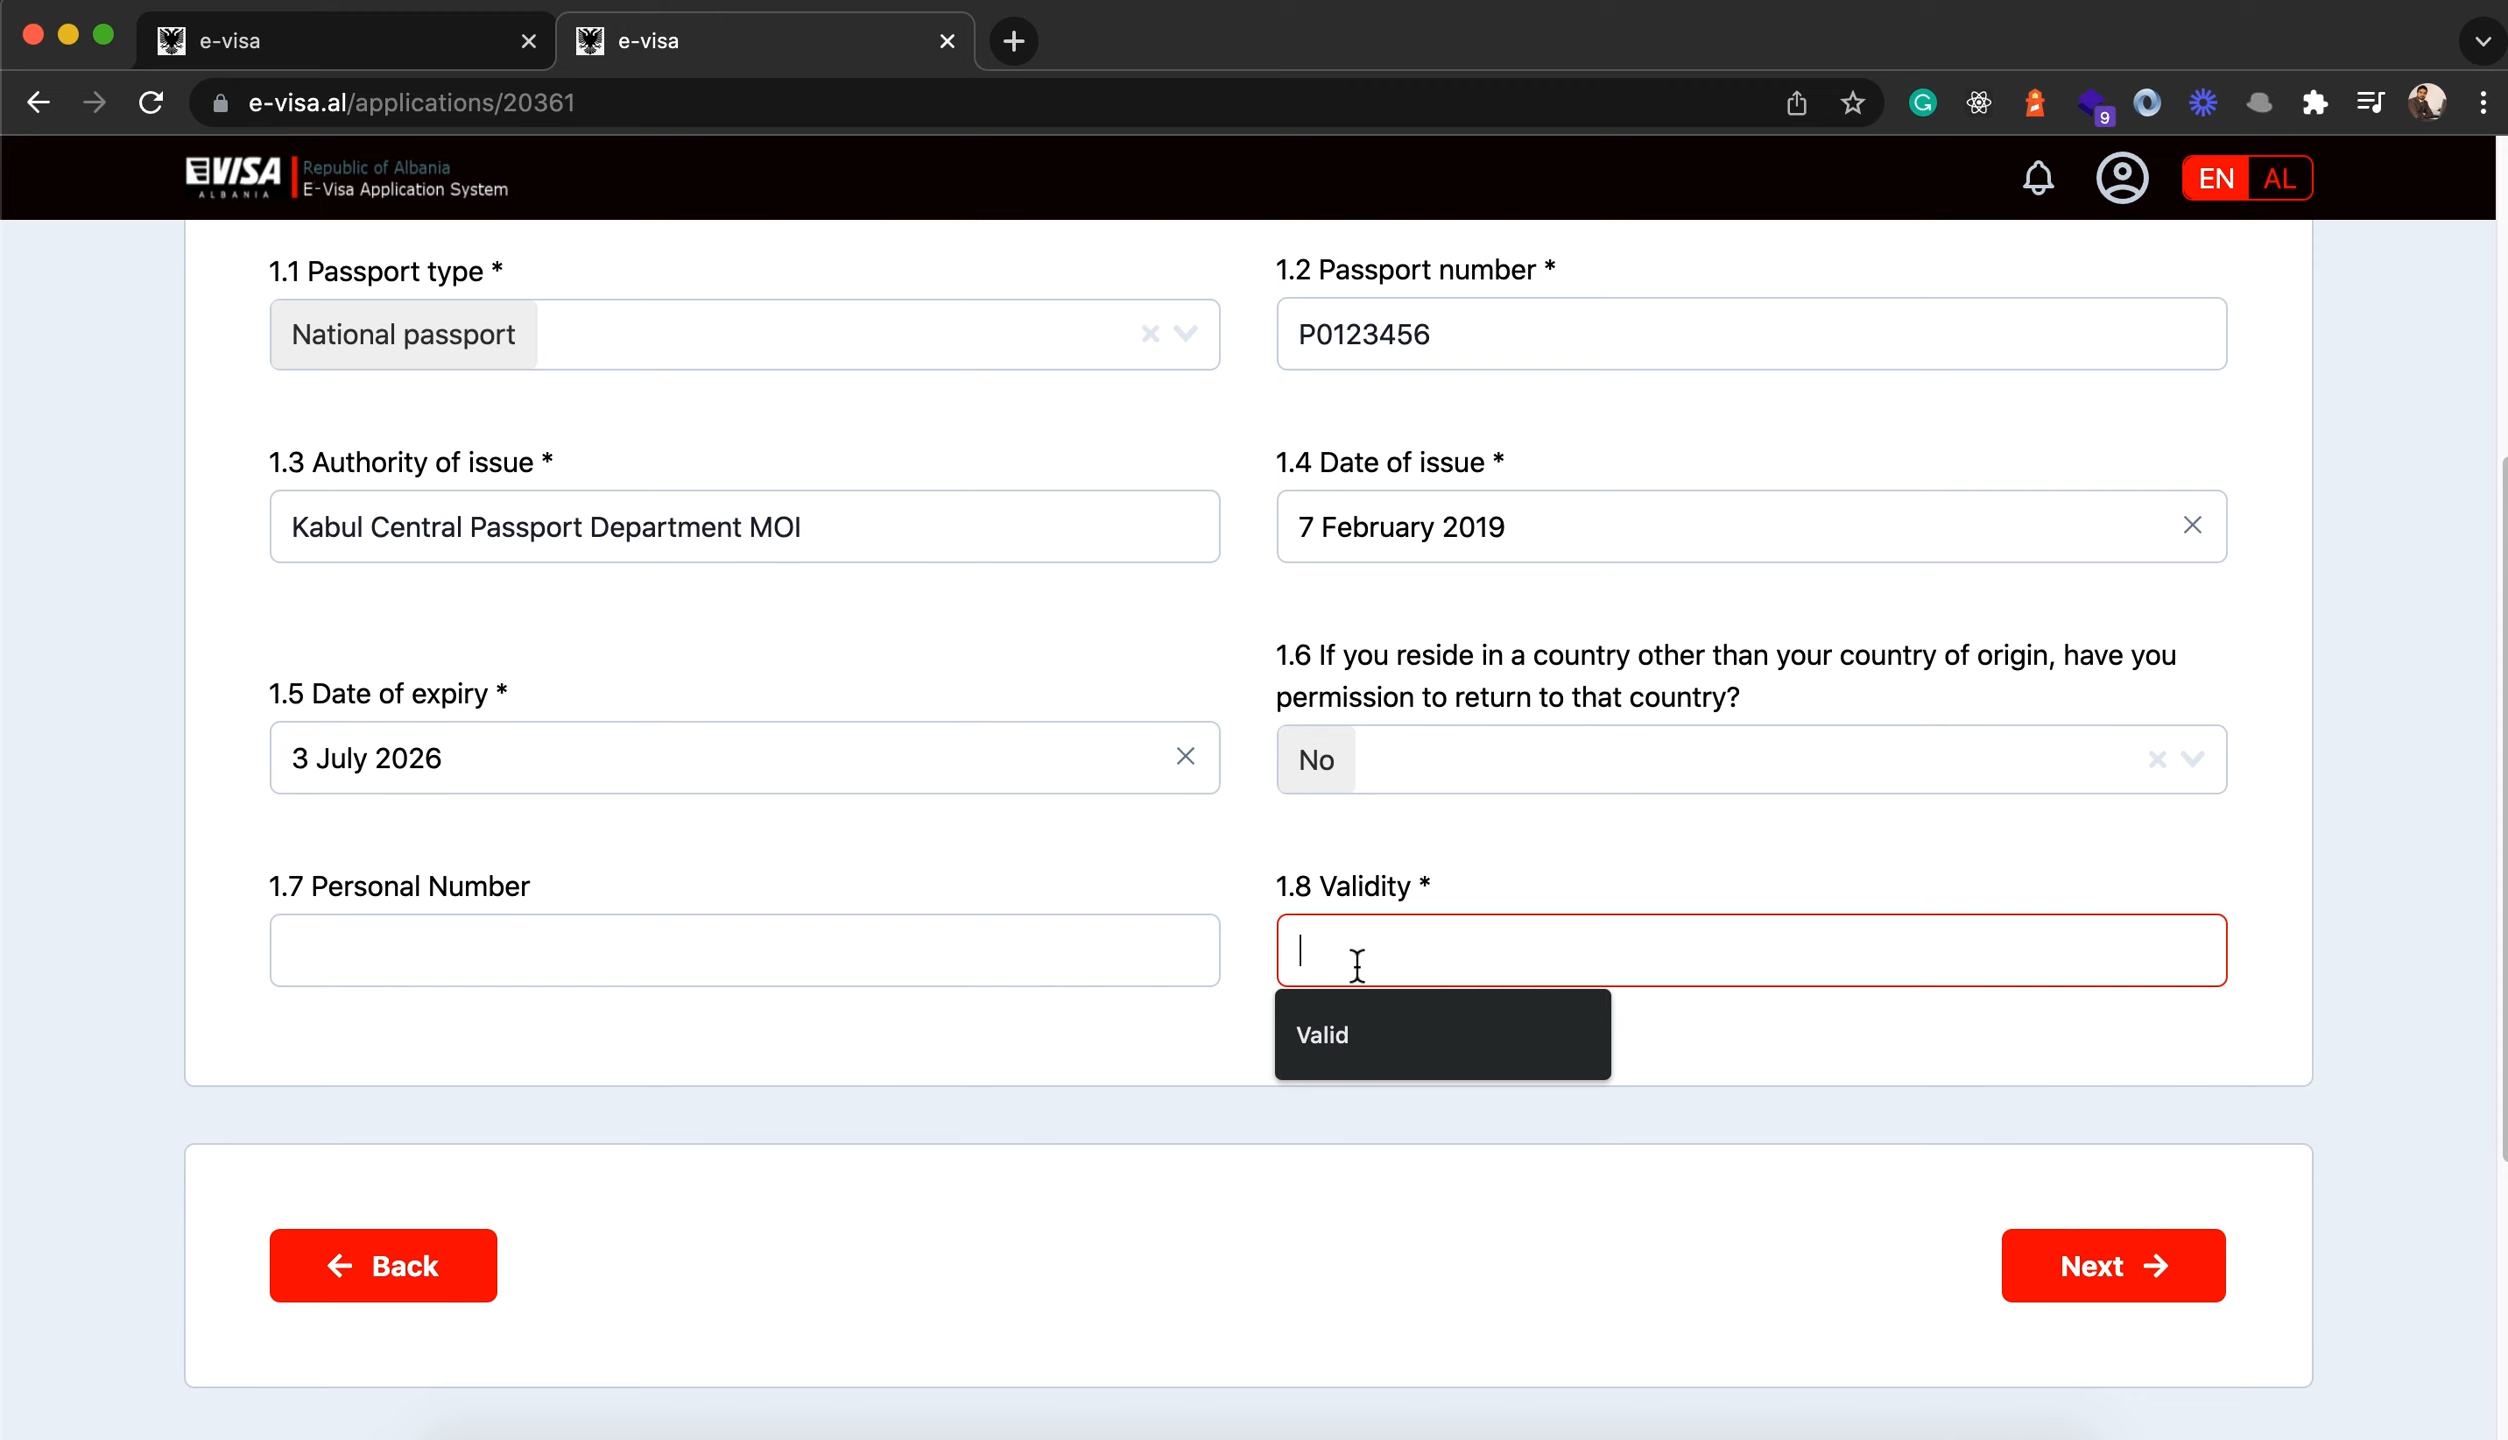 e-visa
e-visa
e-visa.al/applications/20361
9
EVISA
ALBANIA
Republic of Albania
E-Visa Application System
EN AL
1.1 Passport type *
National passport
1.2 Passport number *
P0123456
1.3 Authority of issue *
Kabul Central Passport Department MOI
1.4 Date of issue *
7 February 2019
1.5 Date of expiry *
3 July 2026
1.6 If you reside in a country other than your country of origin, have you
permission to return to that country?
No
1.7 Personal Number
1.8 Validity *
Valid
Back
Next